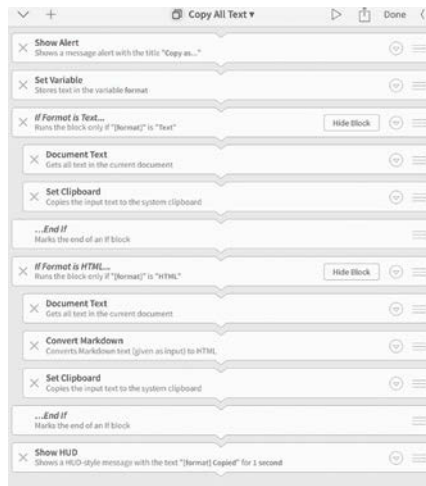 Copy All Text ▾
Done
Show Alert
Shows a message alert with the title "Copy as..."
Set Variable
Stores text in the variable format
If Format is Text...
Runs the block only if "[format]" is "Text"
Hide Block
Document Text
Gets all text in the current document
Set Clipboard
Copies the input text to the system clipboard
...End If
Marks the end of an If block
If Format is HTML...
Runs the block only if "[format]" is "HTML"
Hide Block
Document Text
Gets all text in the current document
Convert Markdown
Converts Markdown text (given as input) to HTML
Set Clipboard
Copies the input text to the system clipboard
...End If
Marks the end of an If block
Show HUD
Shows a HUD-style message with the text "[format] Copied" for 1 second